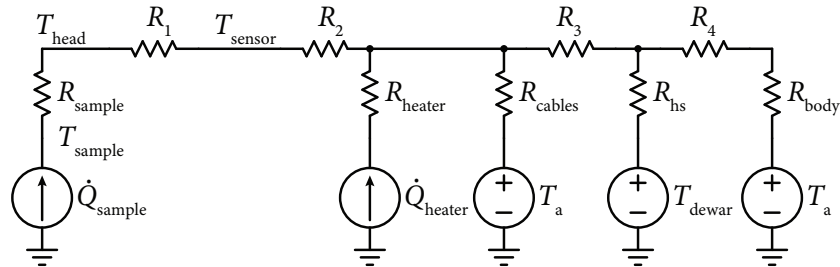 T_head R_1 T_sensor R_2 R_3 R_4
R_sample R_heater R_cables R_hs R_body
T_sample
Q̇_sample Q̇_heater + − T_a + − T_dewar + − T_a